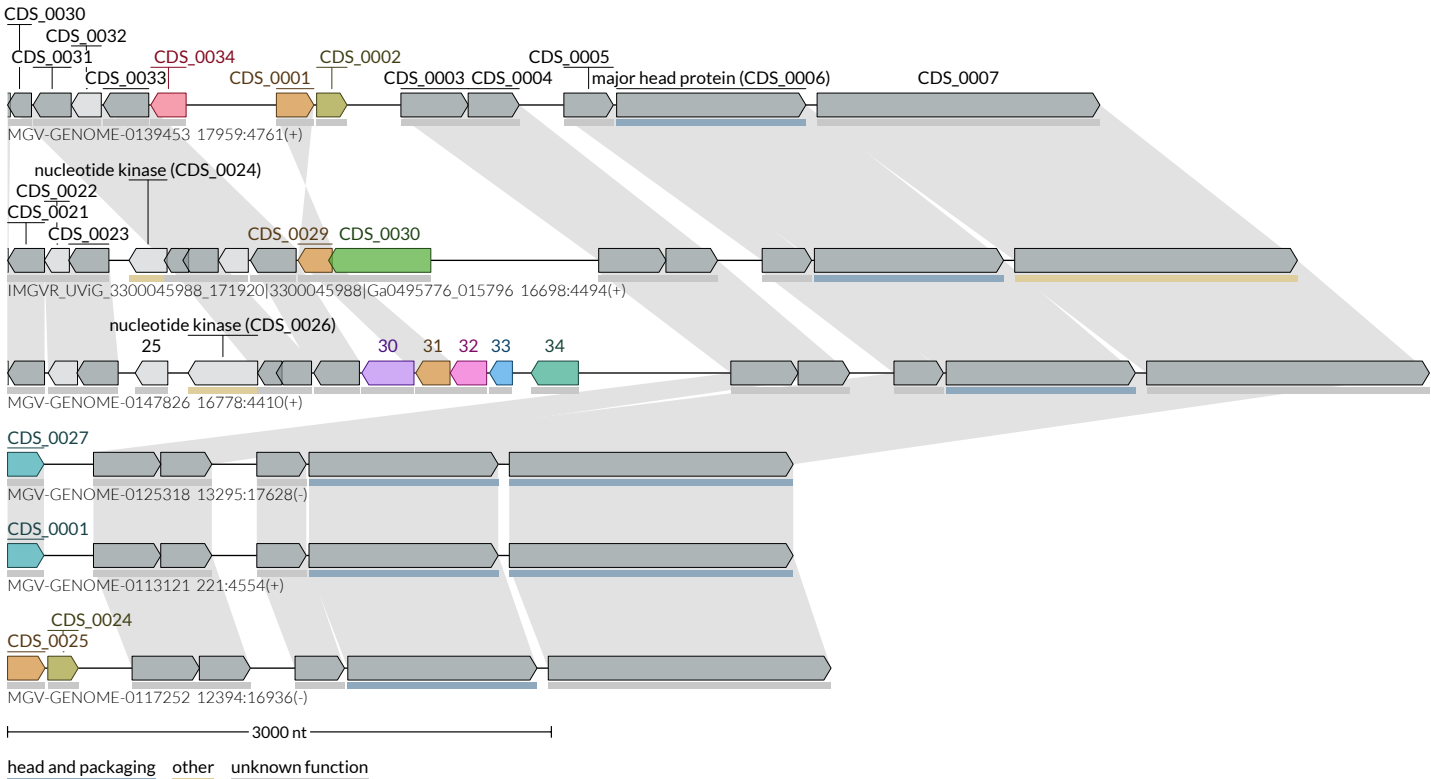 CDS_0030
CDS_0032
CDS_0031 CDS_0034 CDS_0002 CDS_0005
CDS_0033 CDS_0001 CDS_0003 CDS_0004 major head protein (CDS_0006) CDS_0007
MGV-GENOME-0139453 17959:4761(+)
nucleotide kinase (CDS_0024)
CDS_0022
CDS_0021
CDS_0023 CDS_0029 CDS_0030
IMGVR_UViG_3300045988_171920|3300045988|Ga0495776_015796 16698:4494(+)
nucleotide kinase (CDS_0026)
25 30 31 32 33 34
MGV-GENOME-0147826 16778:4410(+)
CDS_0027
MGV-GENOME-0125318 13295:17628(-)
CDS_0001
MGV-GENOME-0113121 221:4554(+)
CDS_0024
CDS_0025
MGV-GENOME-0117252 12394:16936(-)
3000 nt
head and packaging other unknown function